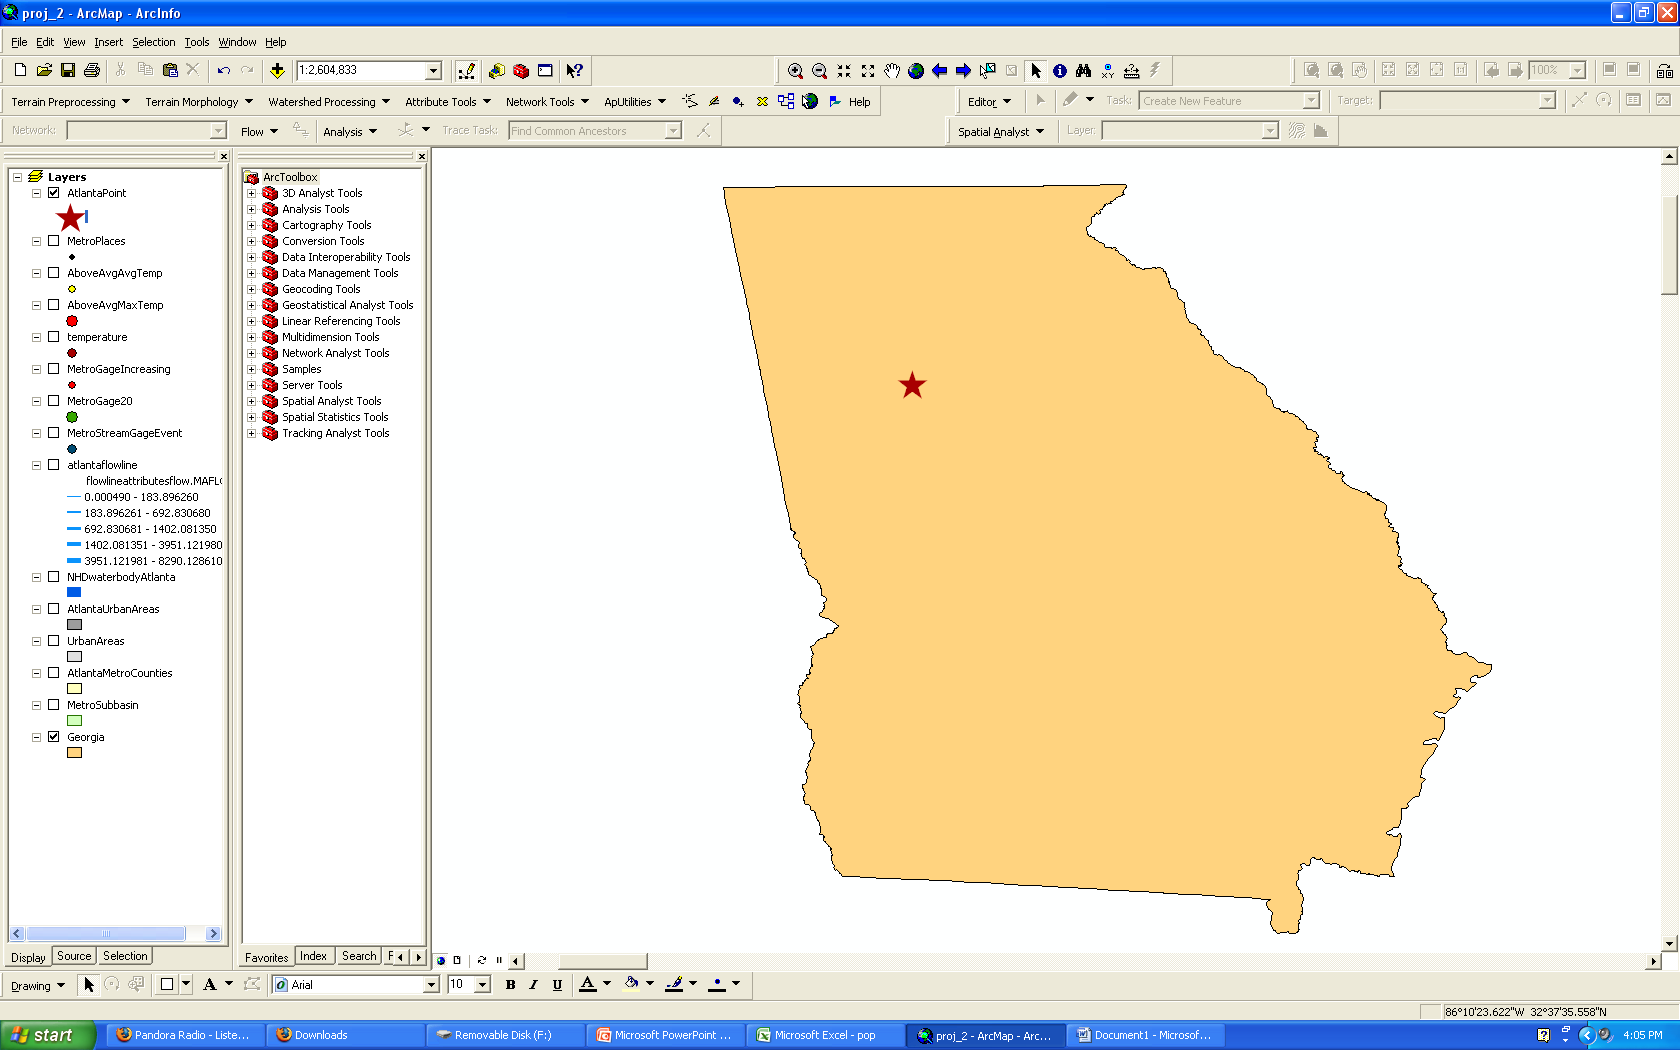 proj_2 - ArcMap - ArcInfo
File Edit View Insert Selection Tools Window Help
1:2,604,833
100%
Terrain Preprocessing Terrain Morphology Watershed Processing Attribute Tools Network Tools ApUtilities Help
Editor Task: Create New Feature Target:
Network: Flow Analysis Trace Task: Find Common Ancestors
Spatial Analyst Layer:
Layers
AtlantaPoint
MetroPlaces
AboveAvgAvgTemp
AboveAvgMaxTemp
temperature
MetroGageIncreasing
MetroGage20
MetroStreamGageEvent
atlantaflowline
flowlineattributesflow.MAFL
0.000490 - 183.896260
183.896261 - 692.830680
692.830681 - 1402.081350
1402.081351 - 3951.121980
3951.121981 - 8290.128610
NHDwaterbodyAtlanta
AtlantaUrbanAreas
UrbanAreas
AtlantaMetroCounties
MetroSubbasin
Georgia
Display Source Selection
ArcToolbox
3D Analyst Tools
Analysis Tools
Cartography Tools
Conversion Tools
Data Interoperability Tools
Data Management Tools
Geocoding Tools
Geostatistical Analyst Tools
Linear Referencing Tools
Multidimension Tools
Network Analyst Tools
Samples
Server Tools
Spatial Analyst Tools
Spatial Statistics Tools
Tracking Analyst Tools
Favorites Index Search
Drawing A Arial 10 B I U A
86°10'23.622"W 32°37'35.558"N
start Pandora Radio - Liste... Downloads Removable Disk (F:) Microsoft PowerPoint ... Microsoft Excel - pop proj_2 - ArcMap - Arc... Document1 - Microsof... 4:05 PM